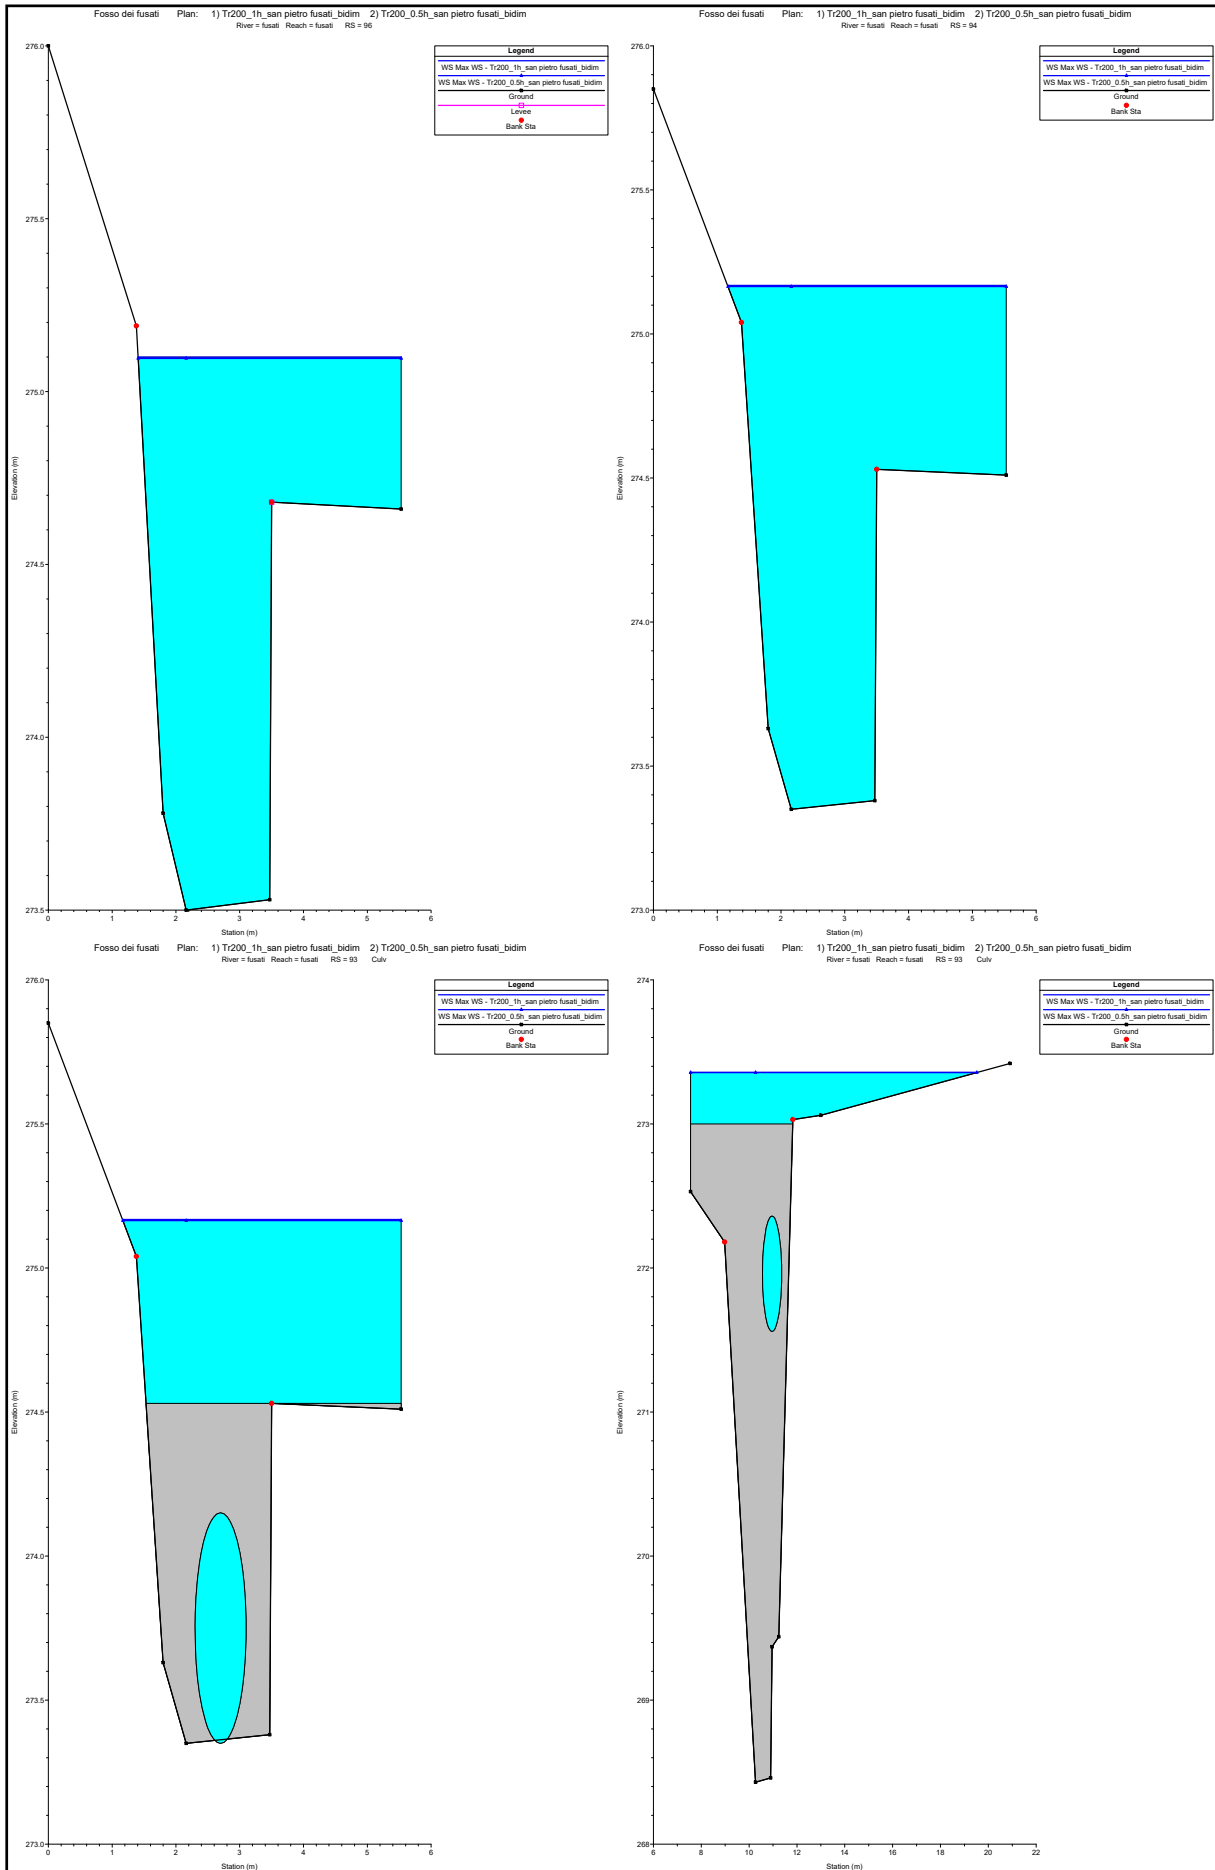 Fosso dei fusati Plan: 1) Tr200_1h_san pietro fusati_bidim 2) Tr200_0.5h_san pietro fusati_bidim
River = fusati Reach = fusati RS = 96
Legend
WS Max WS - Tr200_1h_san pietro fusati_bidim
WS Max WS - Tr200_0.5h_san pietro fusati_bidim
Ground
Levee
Bank Sta
276.0
275.5
275.0
274.5
274.0
273.5
Elevation (m)
0 1 2 3 4 5 6
Station (m)
Fosso dei fusati Plan: 1) Tr200_1h_san pietro fusati_bidim 2) Tr200_0.5h_san pietro fusati_bidim
River = fusati Reach = fusati RS = 94
Legend
WS Max WS - Tr200_1h_san pietro fusati_bidim
WS Max WS - Tr200_0.5h_san pietro fusati_bidim
Ground
Bank Sta
276.0
275.5
275.0
274.5
274.0
273.5
273.0
Elevation (m)
0 1 2 3 4 5 6
Station (m)
Fosso dei fusati Plan: 1) Tr200_1h_san pietro fusati_bidim 2) Tr200_0.5h_san pietro fusati_bidim
River = fusati Reach = fusati RS = 93 Culv
Legend
WS Max WS - Tr200_1h_san pietro fusati_bidim
WS Max WS - Tr200_0.5h_san pietro fusati_bidim
Ground
Bank Sta
276.0
275.5
275.0
274.5
274.0
273.5
273.0
Elevation (m)
0 1 2 3 4 5 6
Station (m)
Fosso dei fusati Plan: 1) Tr200_1h_san pietro fusati_bidim 2) Tr200_0.5h_san pietro fusati_bidim
River = fusati Reach = fusati RS = 93 Culv
Legend
WS Max WS - Tr200_1h_san pietro fusati_bidim
WS Max WS - Tr200_0.5h_san pietro fusati_bidim
Ground
Bank Sta
274
273
272
271
270
269
268
Elevation (m)
6 8 10 12 14 16 18 20 22
Station (m)